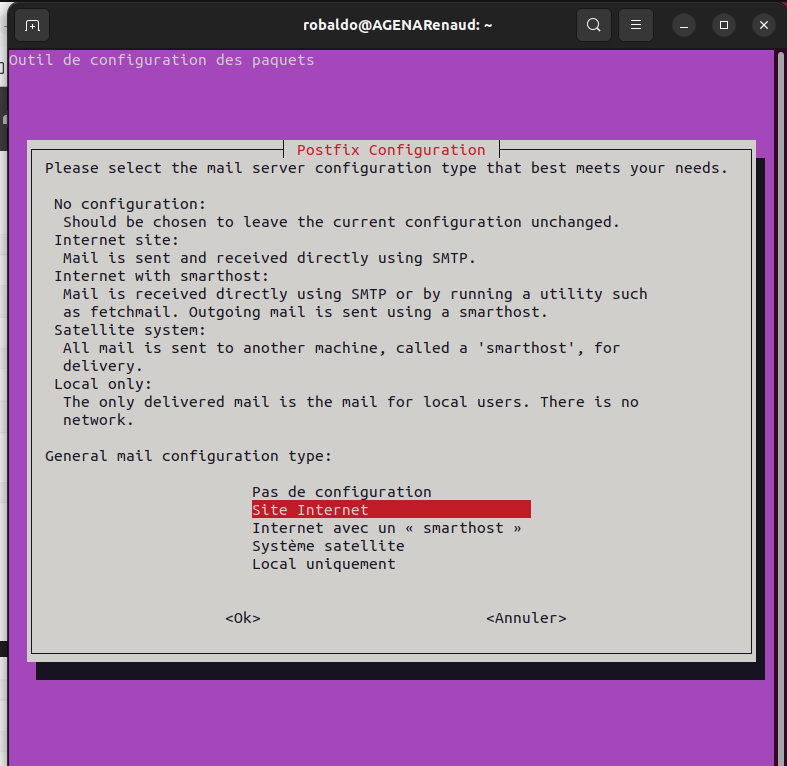 robaldo@AGENARenaud: ~
Outil de configuration des paquets
Postfix Configuration
Please select the mail server configuration type that best meets your needs.
No configuration:
Should be chosen to leave the current configuration unchanged.
Internet site:
Mail is sent and received directly using SMTP.
Internet with smarthost:
Mail is received directly using SMTP or by running a utility such
as fetchmail. Outgoing mail is sent using a smarthost.
Satellite system:
All mail is sent to another machine, called a 'smarthost', for
delivery.
Local only:
The only delivered mail is the mail for local users. There is no
network.
General mail configuration type:
Pas de configuration
Site Internet
Internet avec un « smarthost »
Système satellite
Local uniquement
<Ok> <Annuler>